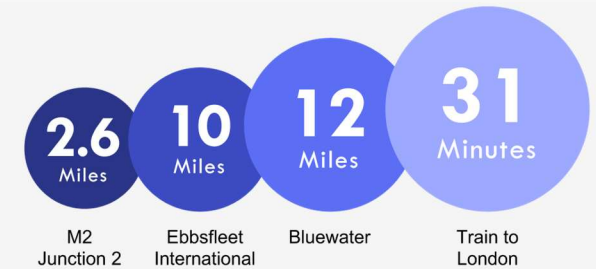 2.6
Miles
10
Miles
12
Miles
31
Minutes
M2
Junction 2
Ebbsfleet
International
Bluewater
Train to
London